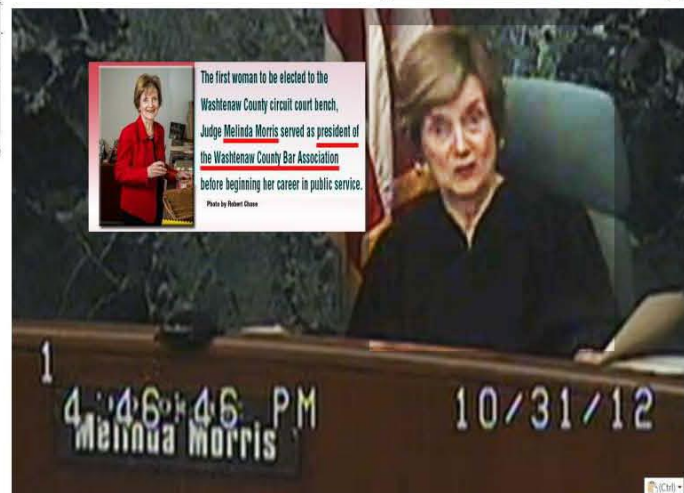 The first woman to be elected to the
Washtenaw County circuit court bench,
Judge Melinda Morris served as president of
the Washtenaw County Bar Association
before beginning her career in public service.
Photo by Robert Chase
1
4:46:46 PM
10/31/12
Melinda Morris
(Ctrl)